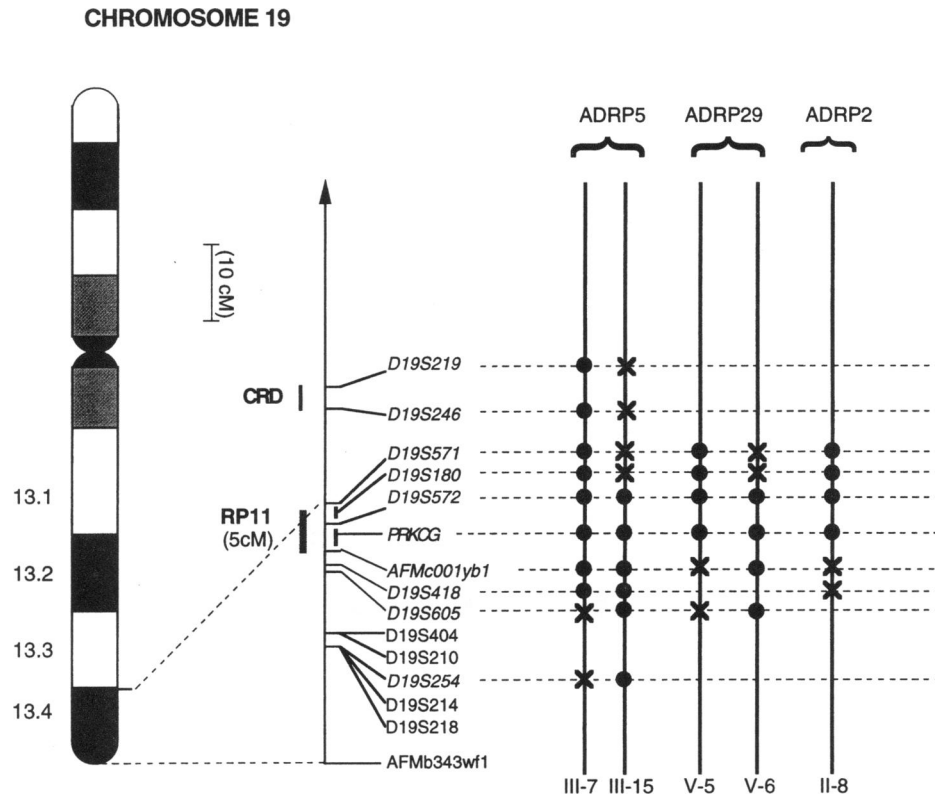 CHROMOSOME 19
ADRP5 ADRP29 ADRP2
(10 cM)
D19S219
CRD
D19S246
D19S571
D19S180
13.1
D19S572
RP11
(5cM)
PRKCG
13.2
AFMc001yb1
D19S418
D19S605
13.3
D19S404
D19S210
D19S254
13.4
D19S214
D19S218
AFMb343wf1
III-7 III-15 V-5 V-6 II-8